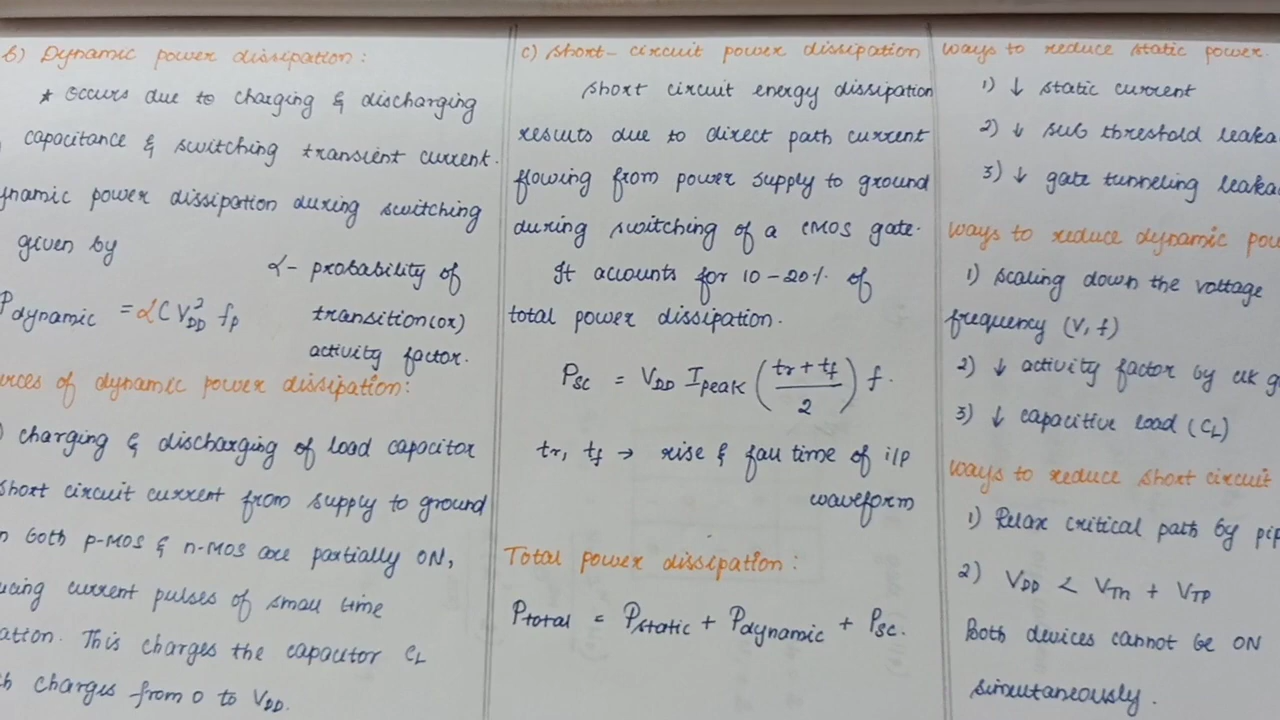 b) Dynamic power dissipation :
* Occurs due to charging & discharging
capacitance & switching transient current.
ynamic power dissipation during switching
given by
α - probability of
transition (or)
activity factor.
Pdynamic = αC V²DD fp
urces of dynamic power dissipation :
) charging & discharging of load capacitor
short circuit current from supply to ground
n both p-MOS & n-MOS are partially ON,
ucing current pulses of small time
ation. This charges the capacitor CL
ch charges from 0 to VDD.
c) Short-circuit power dissipation
Short circuit energy dissipation
results due to direct path current
flowing from power supply to ground
during switching of a CMOS gate.
It accounts for 10-20% of
total power dissipation.
Psc = VDD Ipeak ( (tr + tf) / 2 ) f.
tr, tf → rise & fall time of i/p
waveform
Total power dissipation :
Ptotal = Pstatic + Pdynamic + Psc.
Ways to reduce static power.
1) ↓ static current
2) ↓ sub threshold leaka
3) ↓ gate tunneling leaka
Ways to reduce dynamic pow
1) Scaling down the voltage
frequency (V, f)
2) ↓ activity factor by clk g
3) ↓ capacitive load (CL)
Ways to reduce short circuit
1) Relax critical path by pip
2) VDD < VTn + VTP
Both devices cannot be ON
simultaneously.